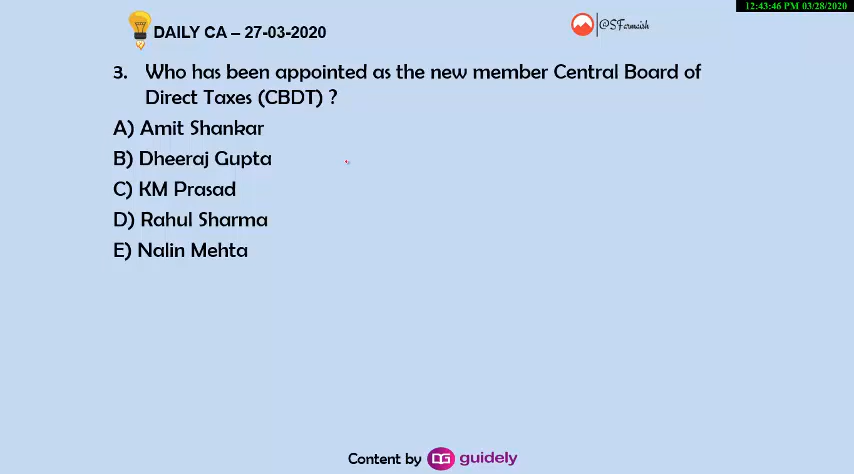 12:43:46 PM 03/28/2020
DAILY CA – 27-03-2020
@SFarmaish
3. Who has been appointed as the new member Central Board of
Direct Taxes (CBDT) ?
A) Amit Shankar
B) Dheeraj Gupta
C) KM Prasad
D) Rahul Sharma
E) Nalin Mehta
Content by DG guidely